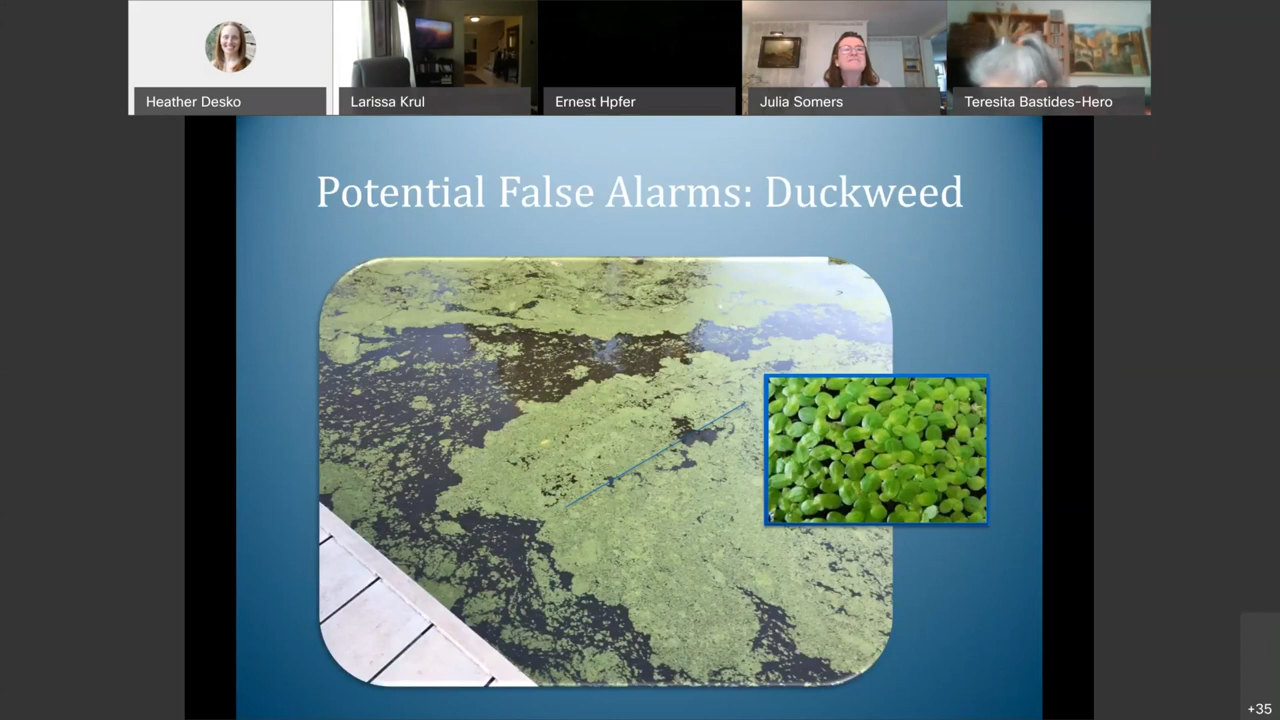 Heather Desko
Larissa Krul
Ernest Hpfer
Julia Somers
Teresita Bastides-Hero
Potential False Alarms: Duckweed
+35